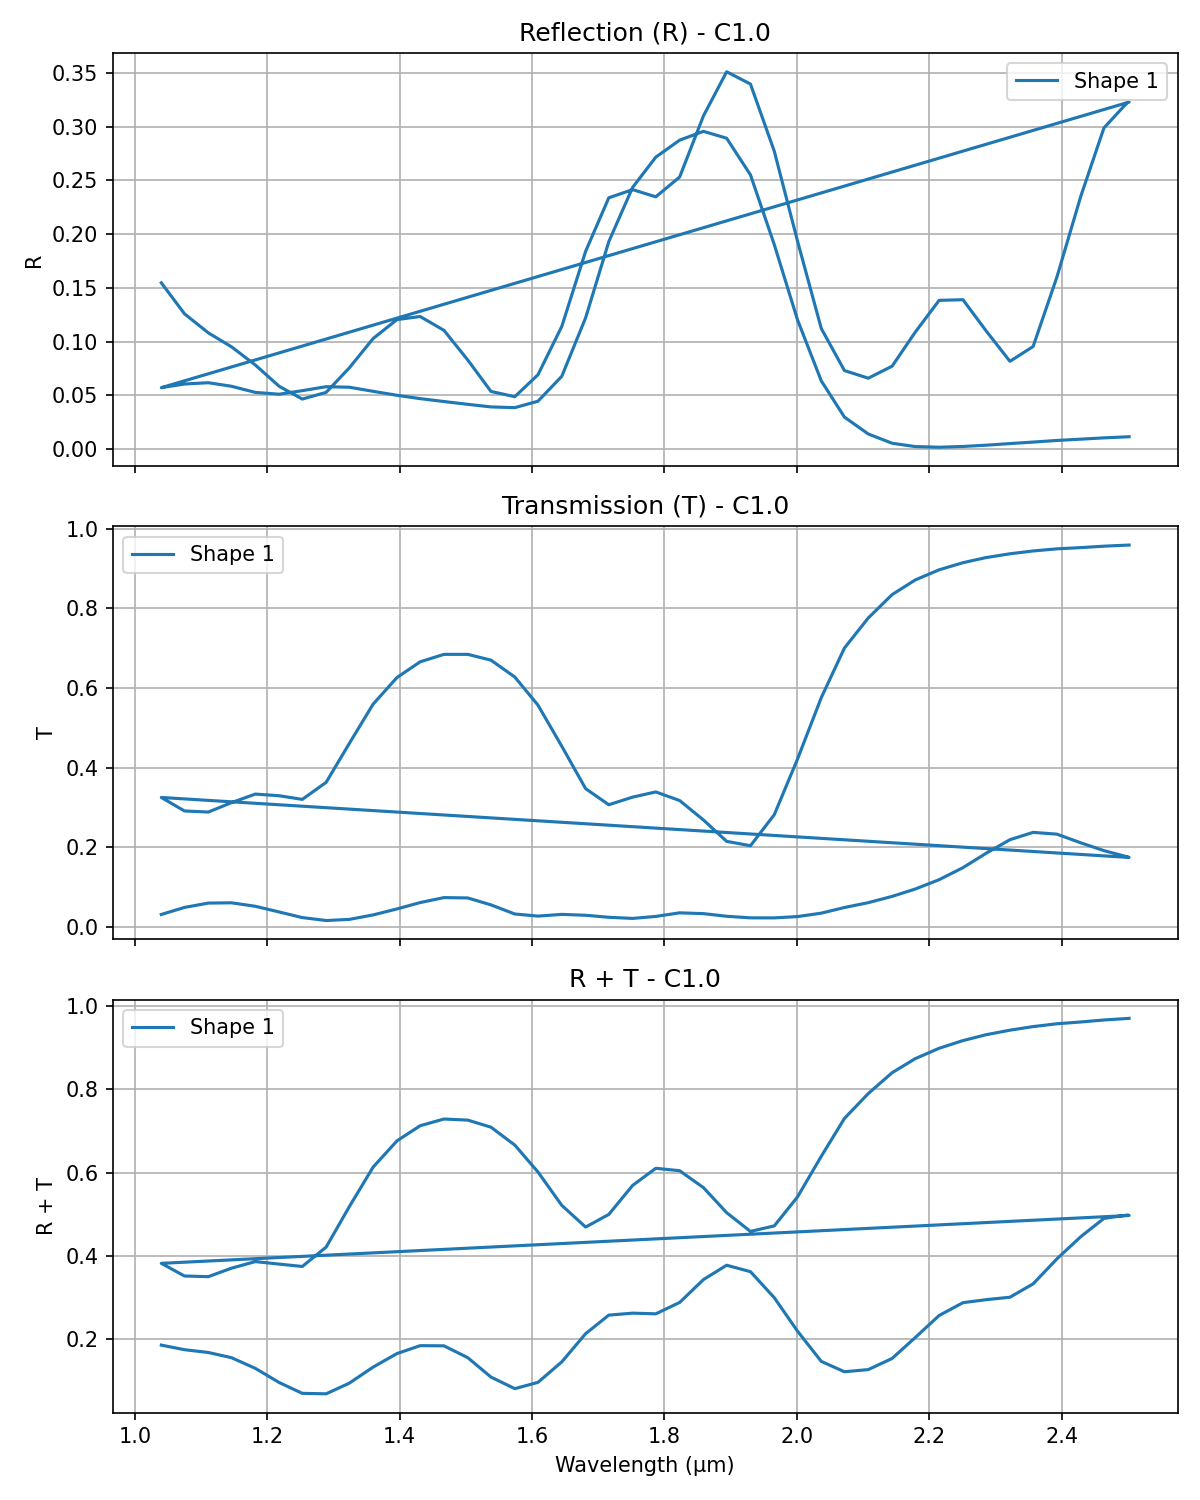 Reflection (R) - C1.0
Shape 1
R
0.35
0.30
0.25
0.20
0.15
0.10
0.05
0.00
Transmission (T) - C1.0
Shape 1
T
1.0
0.8
0.6
0.4
0.2
0.0
R + T - C1.0
Shape 1
R + T
1.0
0.8
0.6
0.4
0.2
1.0 1.2 1.4 1.6 1.8 2.0 2.2 2.4
Wavelength (μm)